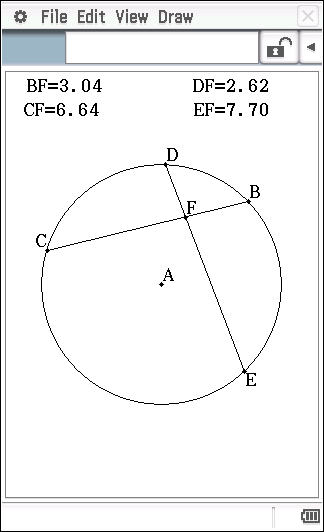 File Edit View Draw
BF=3.04 DF=2.62
CF=6.64 EF=7.70
D
B
F
C
A
E